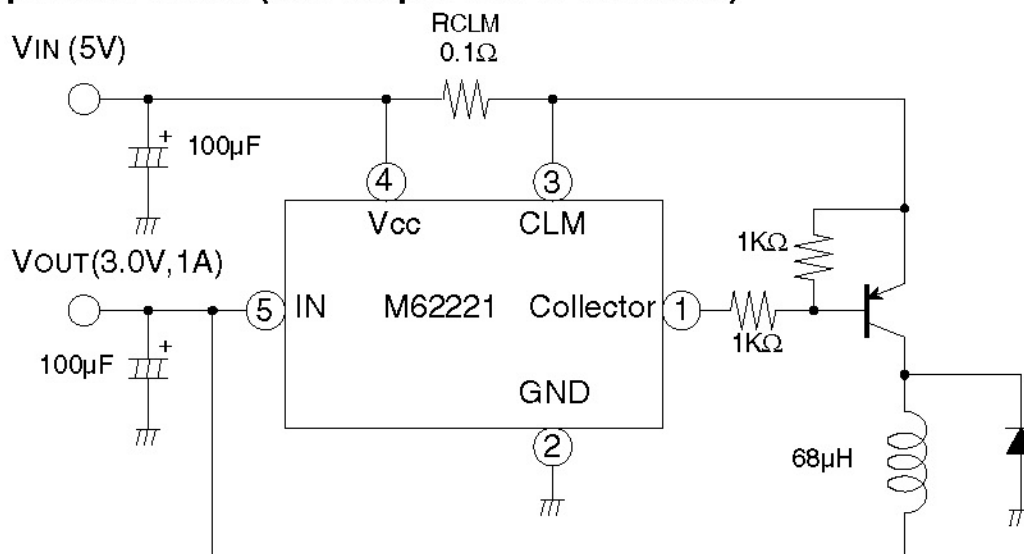 RCLM
0.1Ω
VIN (5V)
100µF
4
3
Vcc
CLM
1KΩ
VOUT(3.0V,1A)
5
IN
M62221
Collector
1
1KΩ
100µF
GND
2
68µH